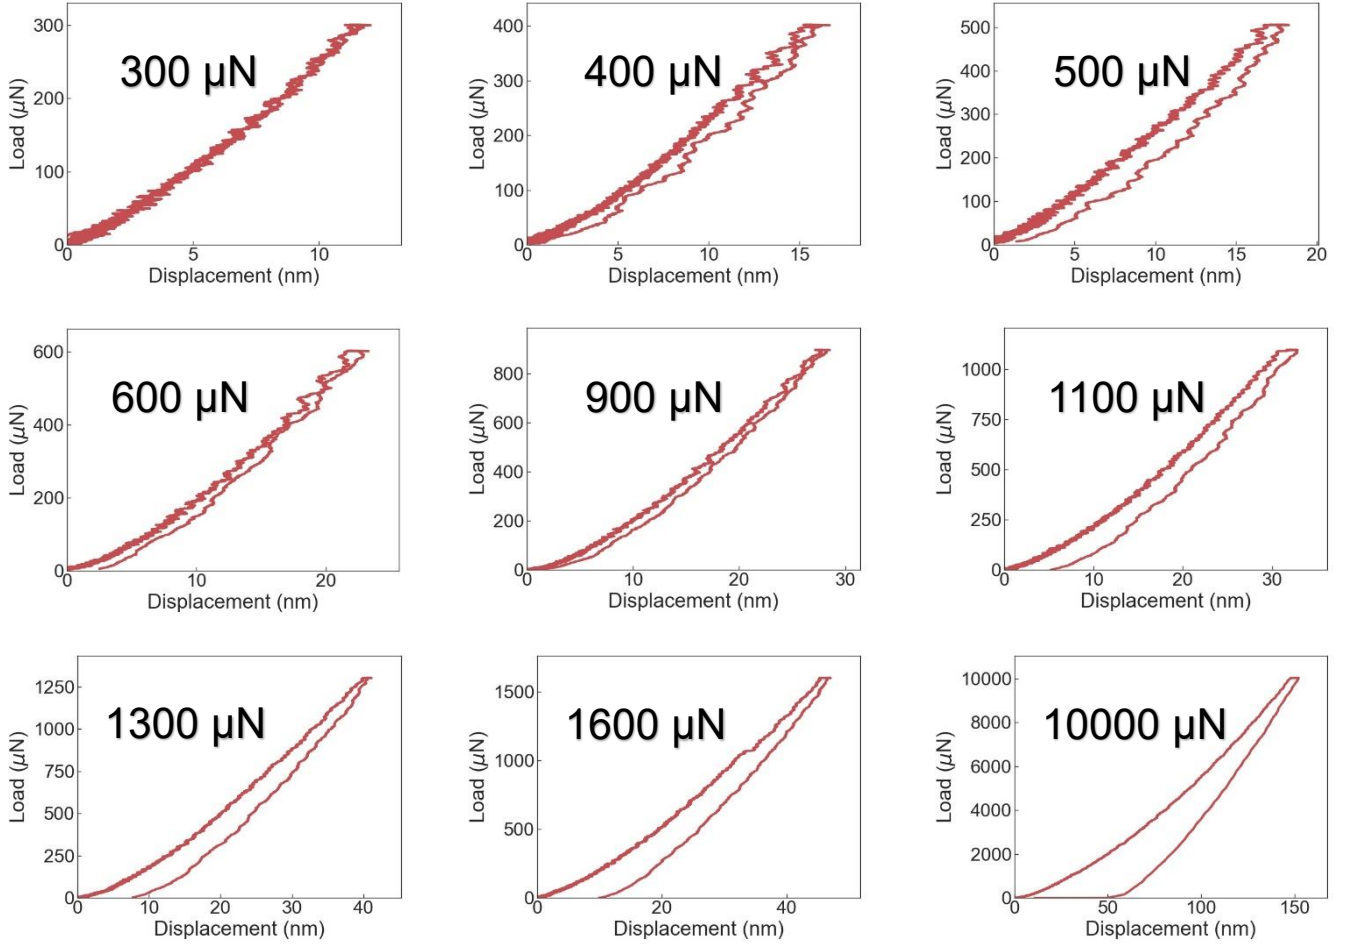 300
200
100
0
Load (μN)
300 μN
0
5
10
Displacement (nm)
400
300
200
100
0
Load (μN)
400 μN
0
5
10
15
Displacement (nm)
500
400
300
200
100
0
Load (μN)
500 μN
0
5
10
15
20
Displacement (nm)
600
400
200
0
Load (μN)
600 μN
0
10
20
Displacement (nm)
800
600
400
200
0
Load (μN)
900 μN
0
10
20
30
Displacement (nm)
1000
750
500
250
0
Load (μN)
1100 μN
0
10
20
30
Displacement (nm)
1250
1000
750
500
250
0
Load (μN)
1300 μN
0
10
20
30
40
Displacement (nm)
1500
1000
500
0
Load (μN)
1600 μN
0
20
40
Displacement (nm)
10000
8000
6000
4000
2000
0
Load (μN)
10000 μN
0
50
100
150
Displacement (nm)